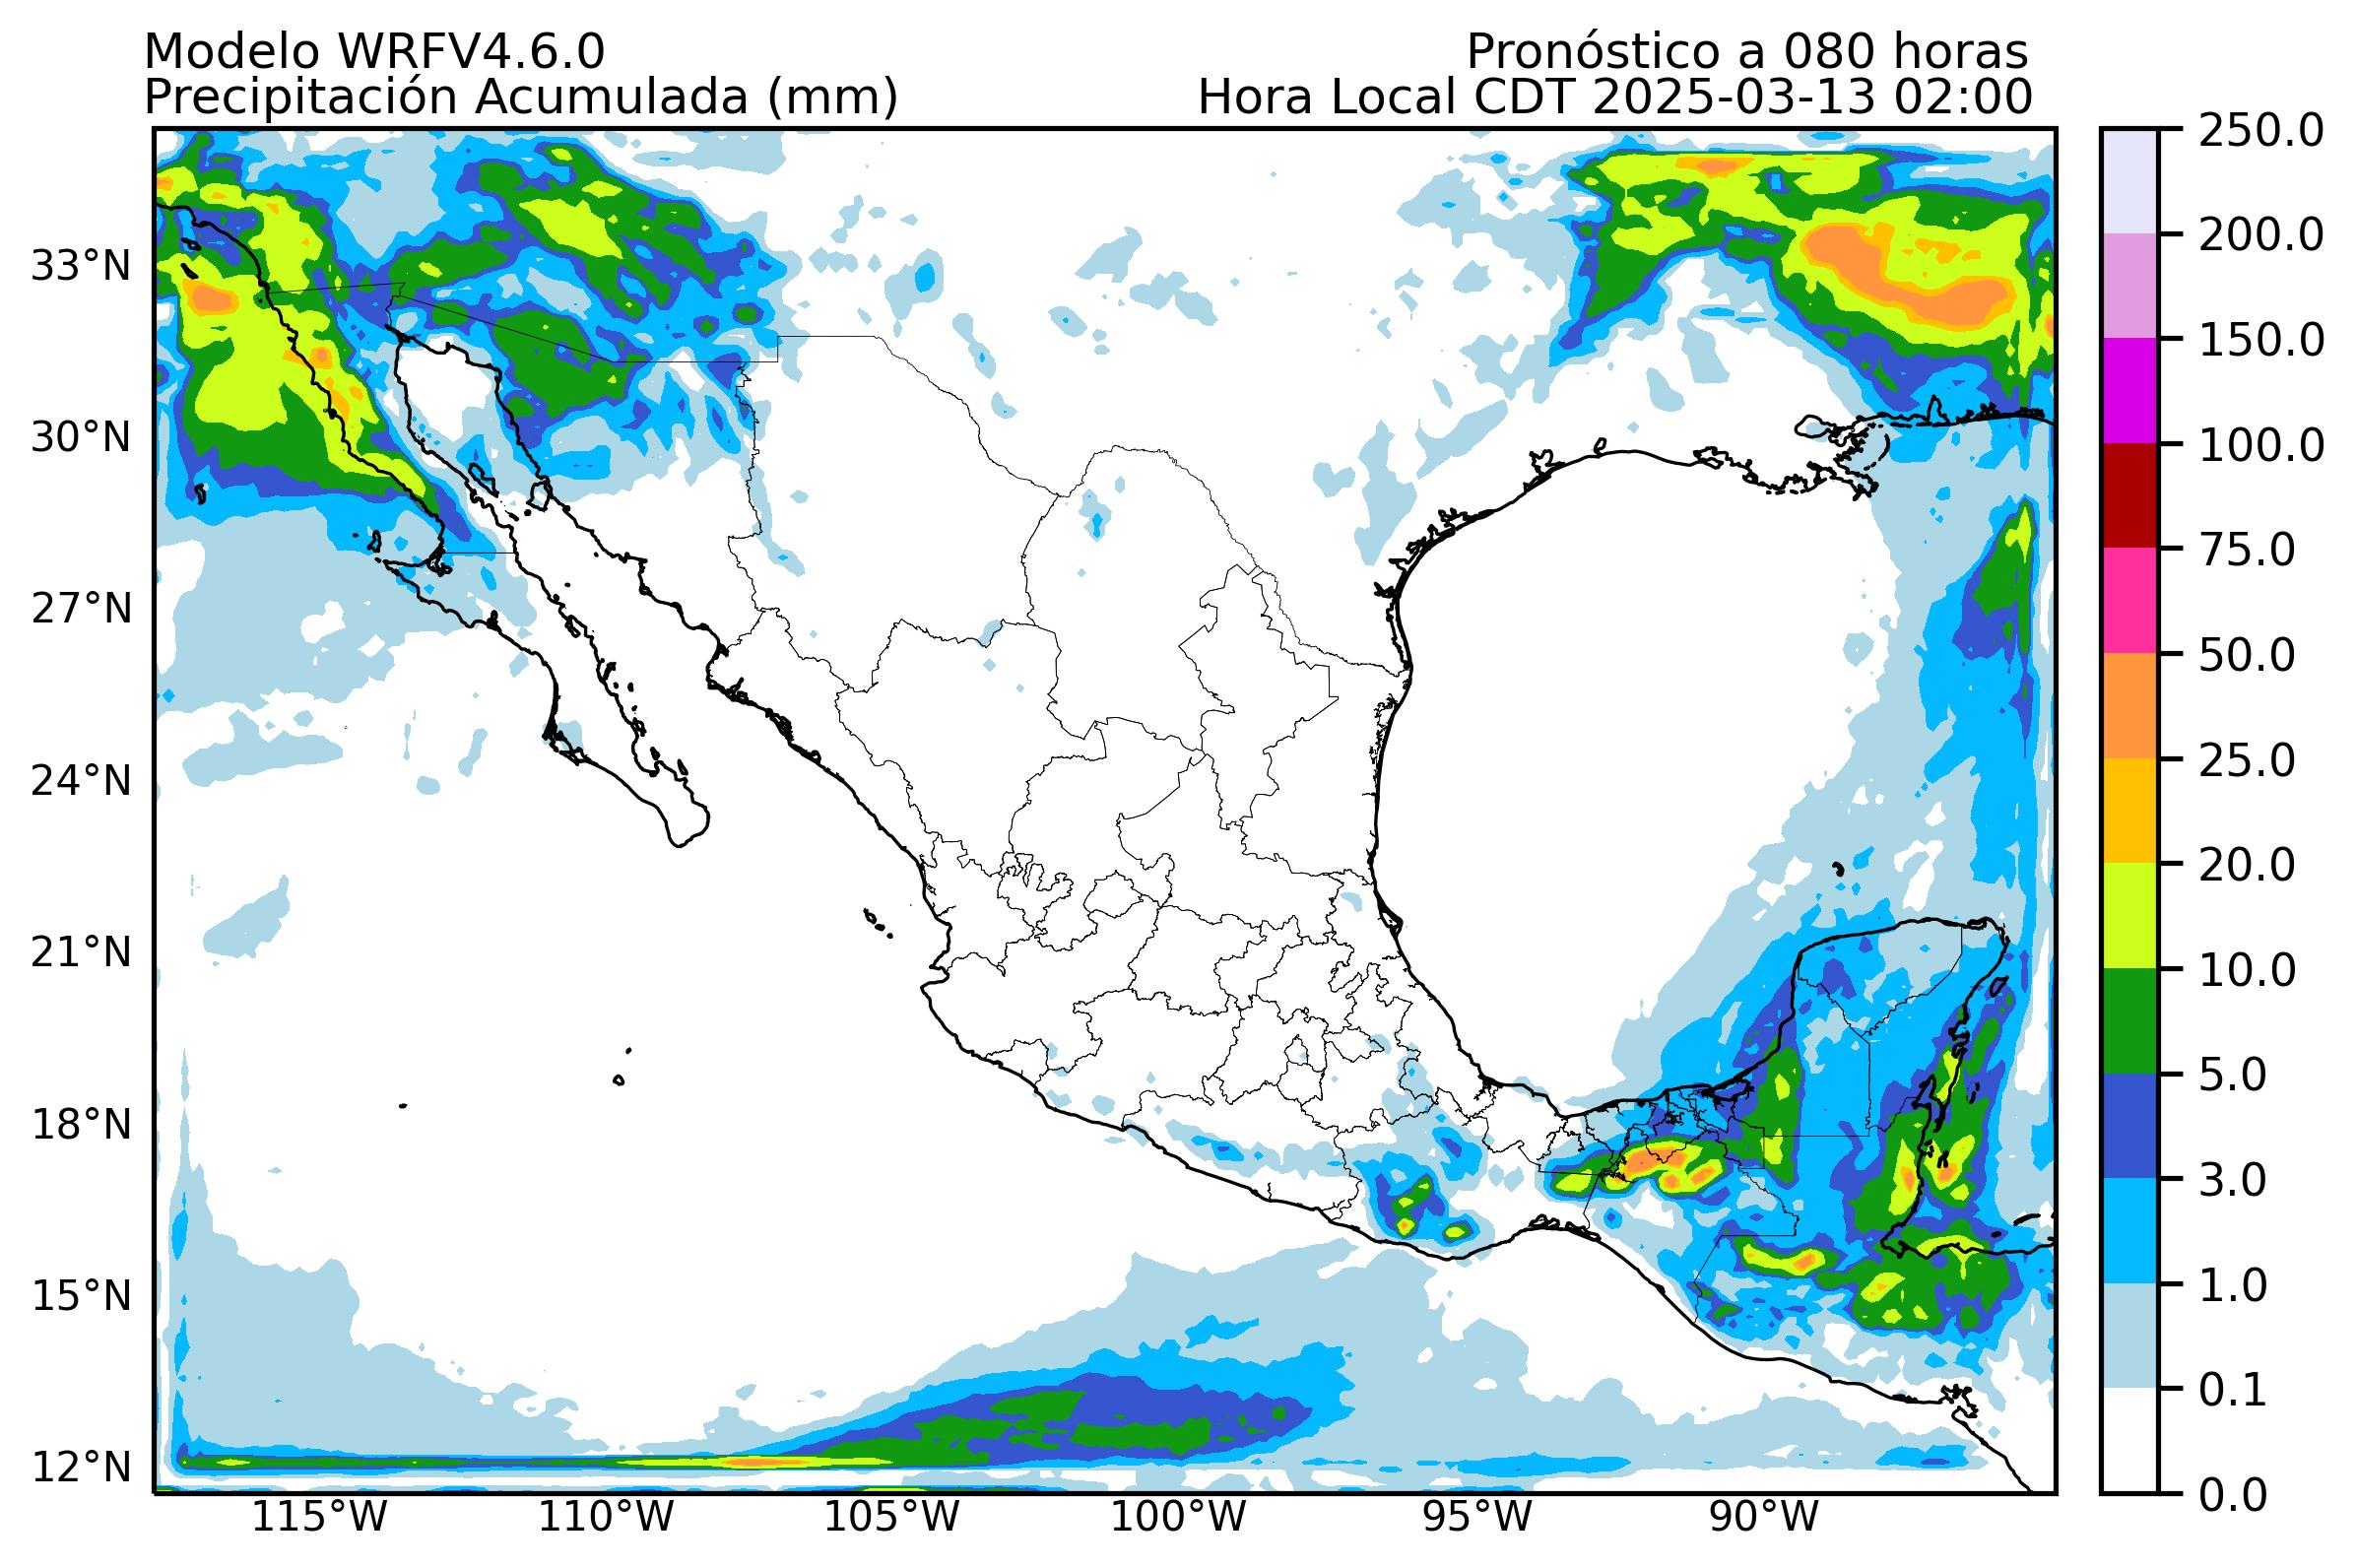 Modelo WRFV4.6.0
Pronóstico a 080 horas
Precipitación Acumulada (mm)
Hora Local CDT 2025-03-13 02:00
33°N
30°N
27°N
24°N
21°N
18°N
15°N
12°N
115°W
110°W
105°W
100°W
95°W
90°W
250.0
200.0
150.0
100.0
75.0
50.0
25.0
20.0
10.0
5.0
3.0
1.0
0.1
0.0